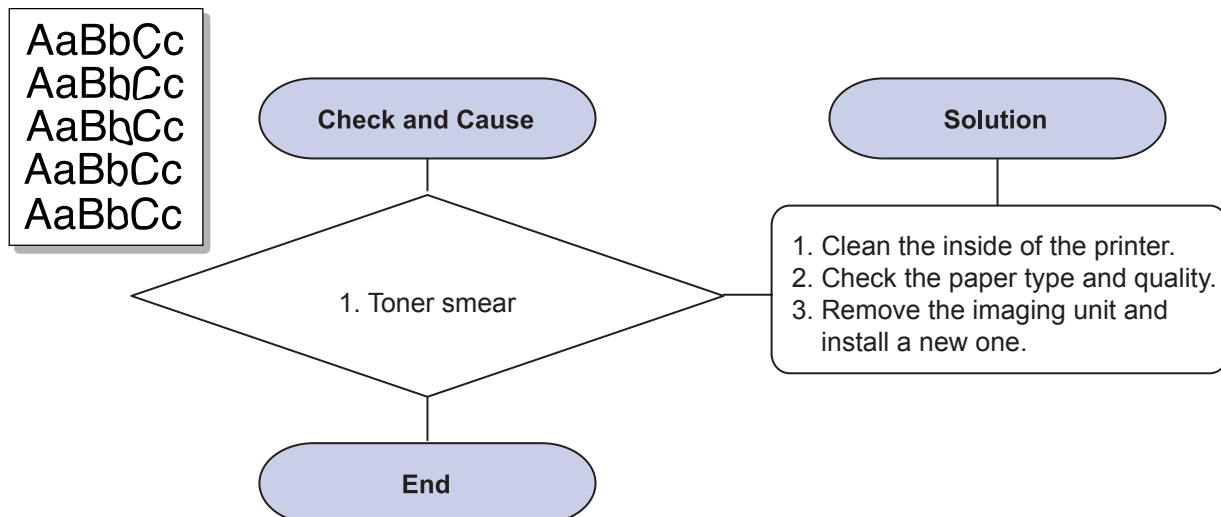 AaBbCc
AaBbCc
AaBbCc
AaBbCc
AaBbCc
Check and Cause
Solution
1. Toner smear
1. Clean the inside of the printer.
2. Check the paper type and quality.
3. Remove the imaging unit and
install a new one.
End